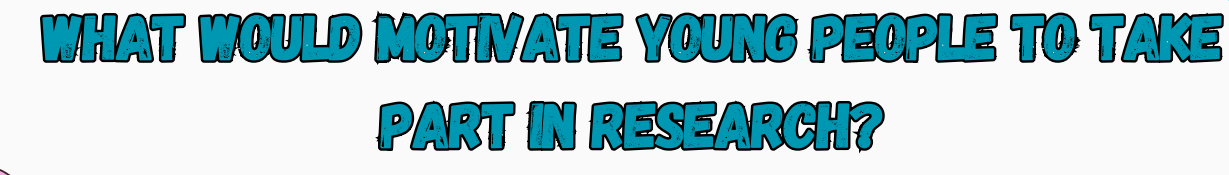 WHAT WOULD MOTIVATE YOUNG PEOPLE TO TAKE
PART IN RESEARCH?